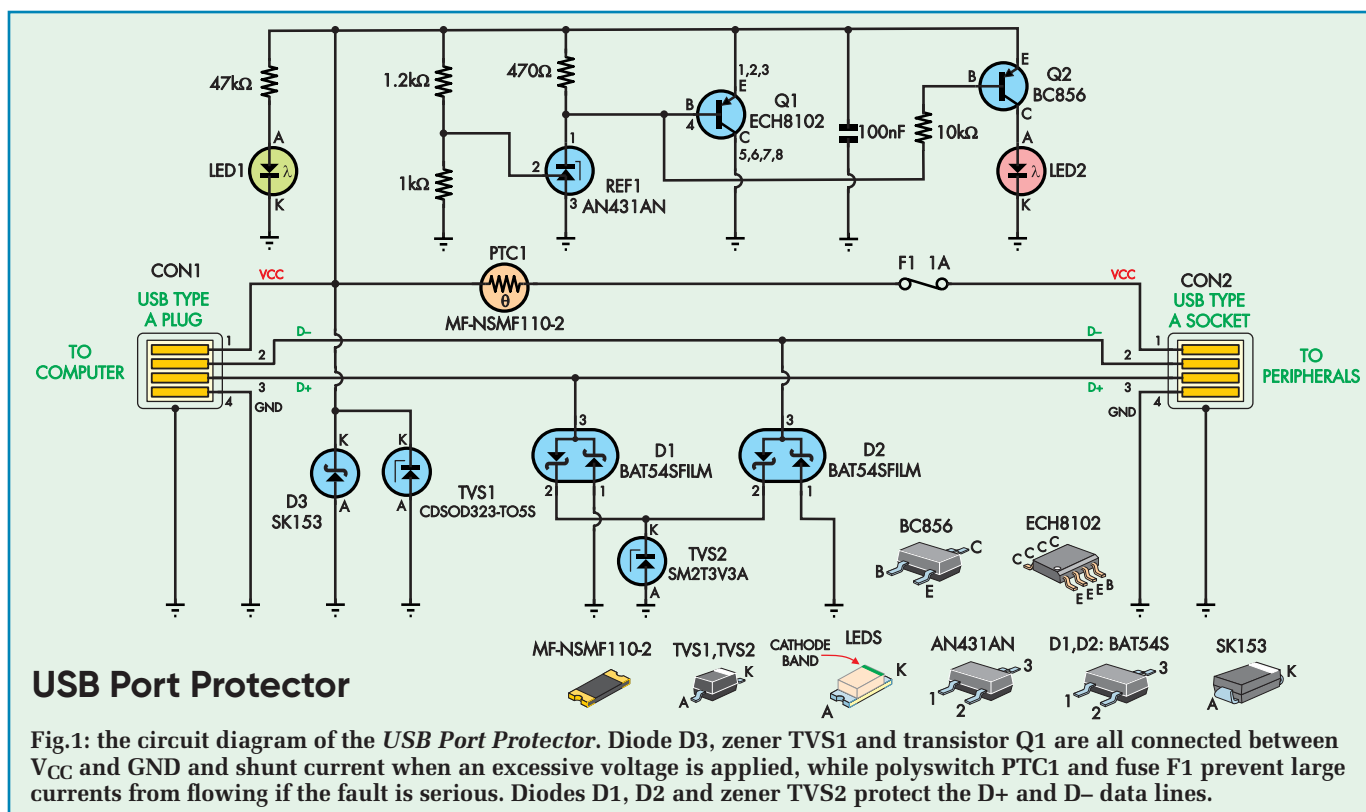 47kΩ
A
λ
LED1
K
1.2kΩ
1kΩ
470Ω
1
2
3
REF1
AN431AN
1,2,3
E
B
4
Q1
ECH8102
C
5,6,7,8
100nF
10kΩ
E
B
Q2
BC856
C
A
λ
LED2
K
CON1
USB TYPE
A PLUG
TO
COMPUTER
VCC
1
D–
2
D+
3
4
GND
PTC1
θ
MF-NSMF110-2
F1 1A
VCC
CON2
USB TYPE
A SOCKET
D–
1
2
D+
3
GND
4
TO
PERIPHERALS
K
D3
SK153
A
K
TVS1
CDSOD323-TO5S
A
3
D1
BAT54SFILM
2
1
3
D2
BAT54SFILM
2
1
K
TVS2
SM2T3V3A
A
BC856
C
B
E
ECH8102
C C C C
E E E B
MF-NSMF110-2
TVS1,TVS2
K
A
LEDS
CATHODE
BAND
K
A
AN431AN
3
1
2
D1,D2: BAT54S
3
1
2
SK153
K
A
USB Port Protector
Fig.1: the circuit diagram of the USB Port Protector. Diode D3, zener TVS1 and transistor Q1 are all connected between
VCC and GND and shunt current when an excessive voltage is applied, while polyswitch PTC1 and fuse F1 prevent large
currents from flowing if the fault is serious. Diodes D1, D2 and zener TVS2 protect the D+ and D– data lines.